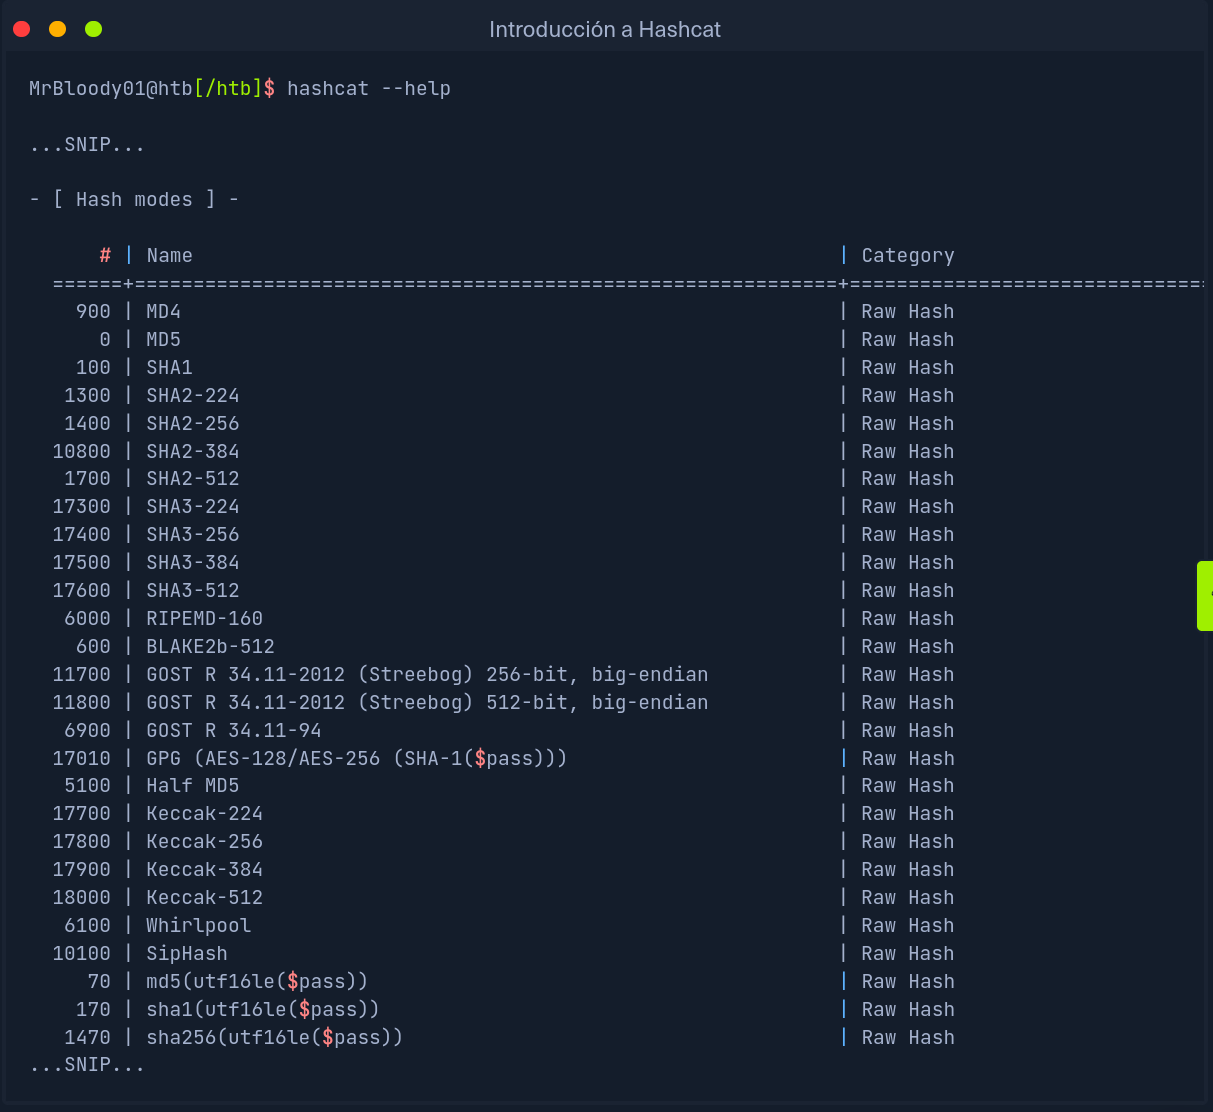 Introducción a Hashcat
MrBloody01@htb[/htb]$ hashcat --help
...SNIP...
- [ Hash modes ] -
# | Name | Category
======+============================================================+==============================
900 | MD4 | Raw Hash
0 | MD5 | Raw Hash
100 | SHA1 | Raw Hash
1300 | SHA2-224 | Raw Hash
1400 | SHA2-256 | Raw Hash
10800 | SHA2-384 | Raw Hash
1700 | SHA2-512 | Raw Hash
17300 | SHA3-224 | Raw Hash
17400 | SHA3-256 | Raw Hash
17500 | SHA3-384 | Raw Hash
17600 | SHA3-512 | Raw Hash
6000 | RIPEMD-160 | Raw Hash
600 | BLAKE2b-512 | Raw Hash
11700 | GOST R 34.11-2012 (Streebog) 256-bit, big-endian | Raw Hash
11800 | GOST R 34.11-2012 (Streebog) 512-bit, big-endian | Raw Hash
6900 | GOST R 34.11-94 | Raw Hash
17010 | GPG (AES-128/AES-256 (SHA-1($pass))) | Raw Hash
5100 | Half MD5 | Raw Hash
17700 | Keccak-224 | Raw Hash
17800 | Keccak-256 | Raw Hash
17900 | Keccak-384 | Raw Hash
18000 | Keccak-512 | Raw Hash
6100 | Whirlpool | Raw Hash
10100 | SipHash | Raw Hash
70 | md5(utf16le($pass)) | Raw Hash
170 | sha1(utf16le($pass)) | Raw Hash
1470 | sha256(utf16le($pass)) | Raw Hash
...SNIP...